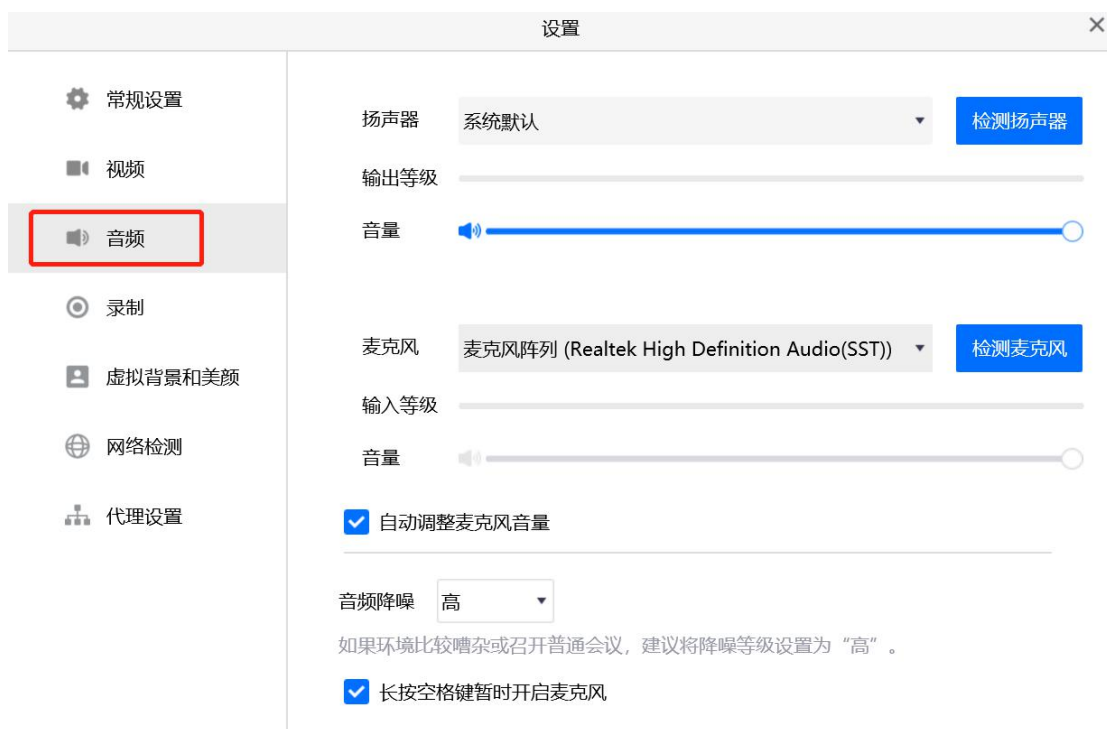 设置
常规设置
视频
音频
录制
虚拟背景和美颜
网络检测
代理设置
扬声器 系统默认 检测扬声器
输出等级
音量
麦克风 麦克风阵列 (Realtek High Definition Audio(SST)) 检测麦克风
输入等级
音量
自动调整麦克风音量
音频降噪 高
如果环境比较嘈杂或召开普通会议，建议将降噪等级设置为“高”。
长按空格键暂时开启麦克风